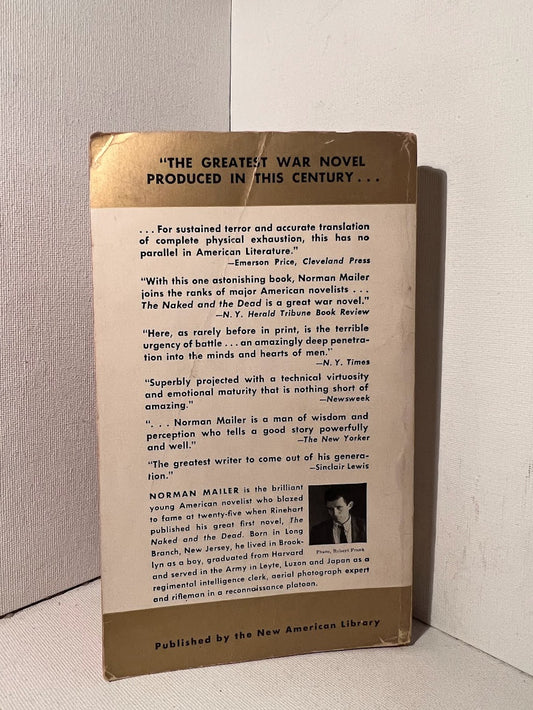 "THE GREATEST WAR NOVEL
PRODUCED IN THIS CENTURY...
... For sustained terror and accurate translation
of complete physical exhaustion, this has no
parallel in American Literature."
—Emerson Price, Cleveland Press
"With this one astonishing book, Norman Mailer
joins the ranks of major American novelists ...
The Naked and the Dead is a great war novel."
—N. Y. Herald Tribune Book Review
"Here, as rarely before in print, is the terrible
urgency of battle ... an amazingly deep penetra-
tion into the minds and hearts of men."
—N. Y. Times
"Superbly projected with a technical virtuosity
and emotional maturity that is nothing short of
amazing."
—Newsweek
". . . Norman Mailer is a man of wisdom and
perception who tells a good story powerfully
and well."
—The New Yorker
"The greatest writer to come out of his genera-
tion."
—Sinclair Lewis
NORMAN MAILER is the brilliant
young American novelist who blazed
to fame at twenty-five when Rinehart
published his great first novel, The
Naked and the Dead. Born in Long
Branch, New Jersey, he lived in Brook-
lyn as a boy, graduated from Harvard
and served in the Army in Leyte, Luzon and Japan as a
regimental intelligence clerk, aerial photograph expert
and rifleman in a reconnaissance platoon.
Photo, Robert Frank
Published by the New American Library